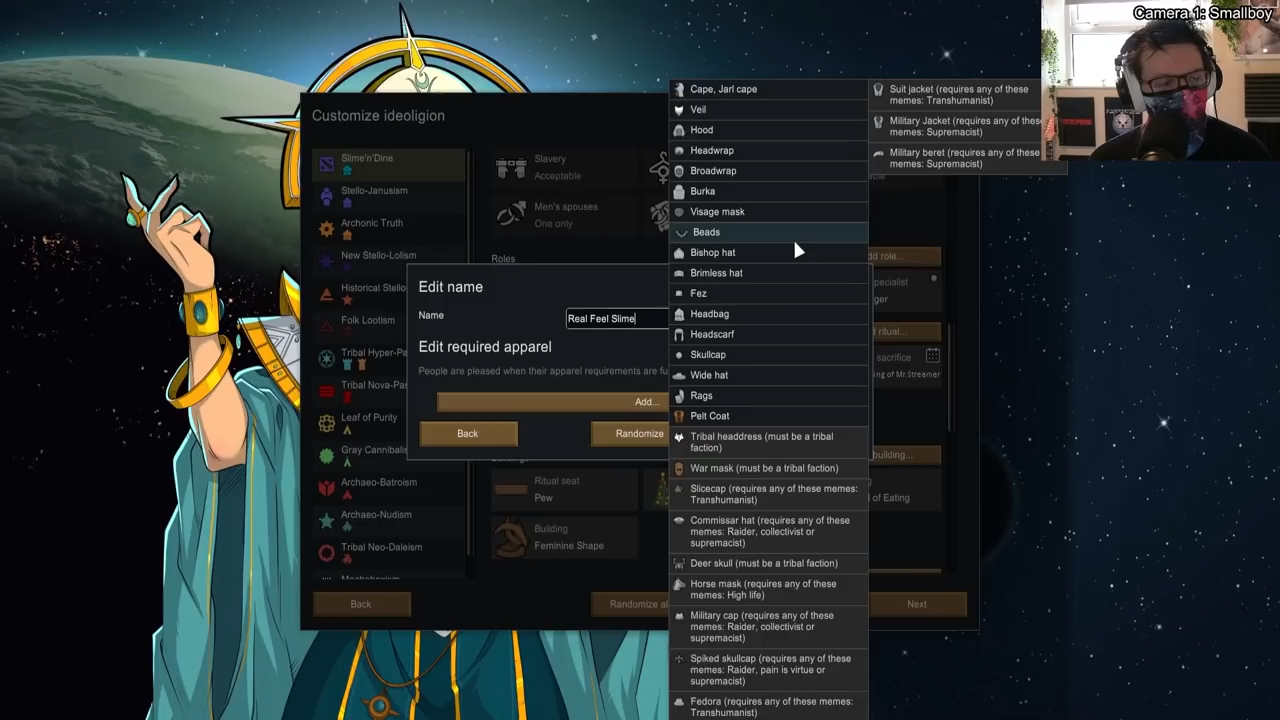 Camera 1: Smallboy
Customize ideoligion
Slime'n'Dine
Stello-Janusism
Archonic Truth
New Stello-Lolism
Historical Stello
Folk Lootism
Tribal Hyper-Pa
Tribal Nova-Pa
Leaf of Purity
Gray Cannibali
Archaeo-Batroism
Archaeo-Nudism
Tribal Neo-Daleism
Slavery
Acceptable
Men's spouses
One only
Roles
Edit name
Name
Real Feel Slime
Edit required apparel
People are pleased when their apparel requirements are fu
Add...
Back
Randomize
Ritual seat
Pew
Building
Feminine Shape
Back
Randomize al
Next
Cape, Jarl cape
Veil
Hood
Headwrap
Broadwrap
Burka
Visage mask
Beads
Bishop hat
Brimless hat
Fez
Headbag
Headscarf
Skullcap
Wide hat
Rags
Pelt Coat
Tribal headdress (must be a tribal
faction)
War mask (must be a tribal faction)
Slicecap (requires any of these memes:
Transhumanist)
Commissar hat (requires any of these
memes: Raider, collectivist or
supremacist)
Deer skull (must be a tribal faction)
Horse mask (requires any of these
memes: High life)
Military cap (requires any of these
memes: Raider, collectivist or
supremacist)
Spiked skullcap (requires any of these
memes: Raider, pain is virtue or
supremacist)
Fedora (requires any of these memes:
Transhumanist)
Suit jacket (requires any of these
memes: Transhumanist)
Military Jacket (requires any of these
memes: Supremacist)
Military beret (requires any of these
memes: Supremacist)
dd role...
pecialist
ger
d ritual...
sacrifice
ing of Mr.Streamer
building...
l of Eating